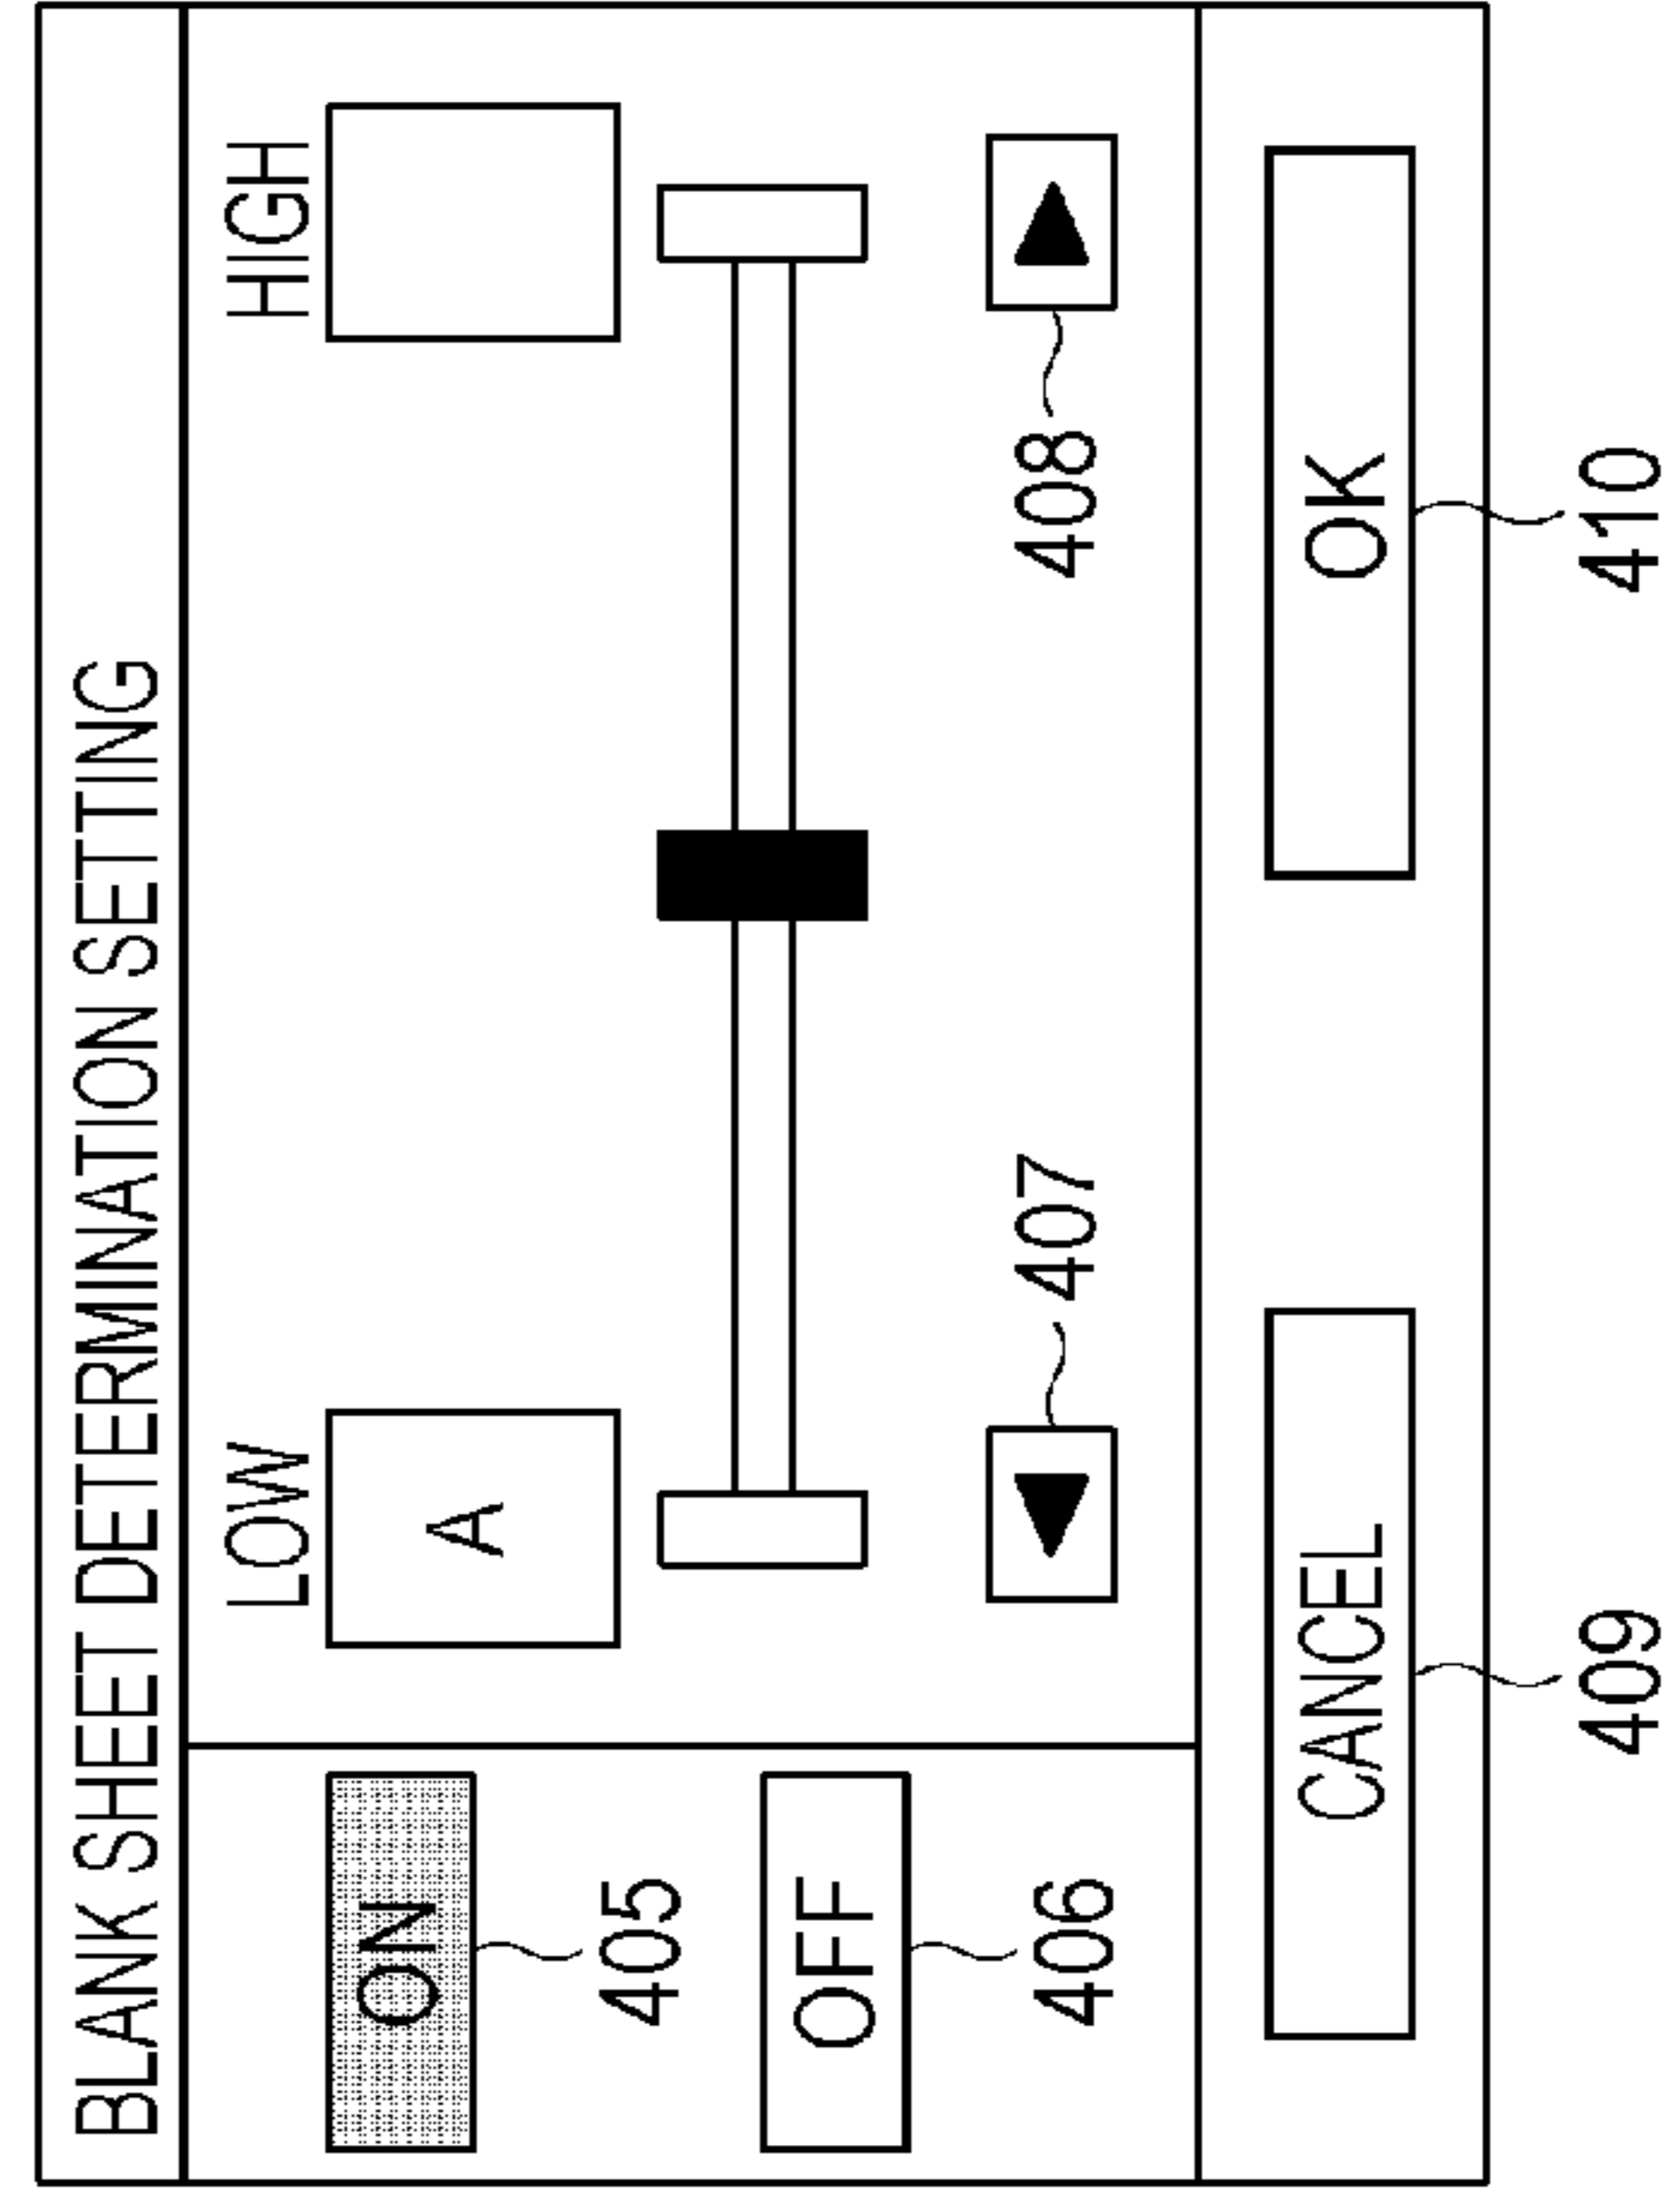 BLANK SHEET DETERMINATION SETTING
ON
405
OFF
406
LOW
HIGH
A
407
408
CANCEL
OK
409
410